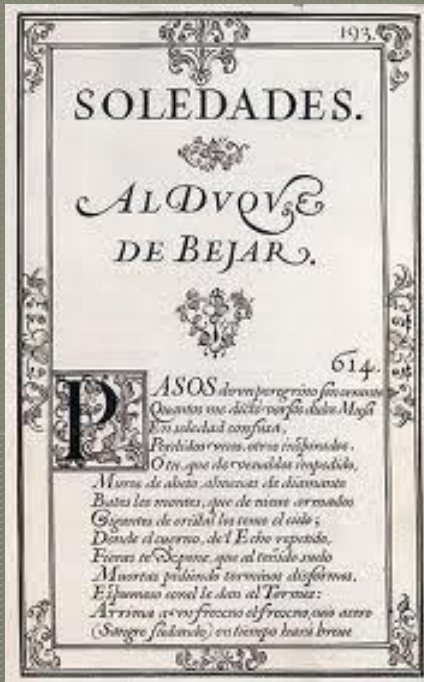 193.
SOLEDADES.
AL DVQVE
DE BEJAR.
614.
PASOS de vn peregrino son errante
Quantos me dictò versos dulce Musa
En soledad confusa,
Perdidos vnos, otros inspirados.
O tu, que de venablos impedido,
Muros de abeto, almenas de diamante
Bates los montes, que de nieue armados
Gigantes de cristal los teme el cielo;
Donde el cuerno, del Echo repetido,
Fieras te expone, que al teñido suelo
Muertas pidiendo terminos disformes,
Espumoso coral le dan al Tormes:
Arrima a vn frexno el frexno, cuio acero
(Sangre sudando) en tiempo harà breue